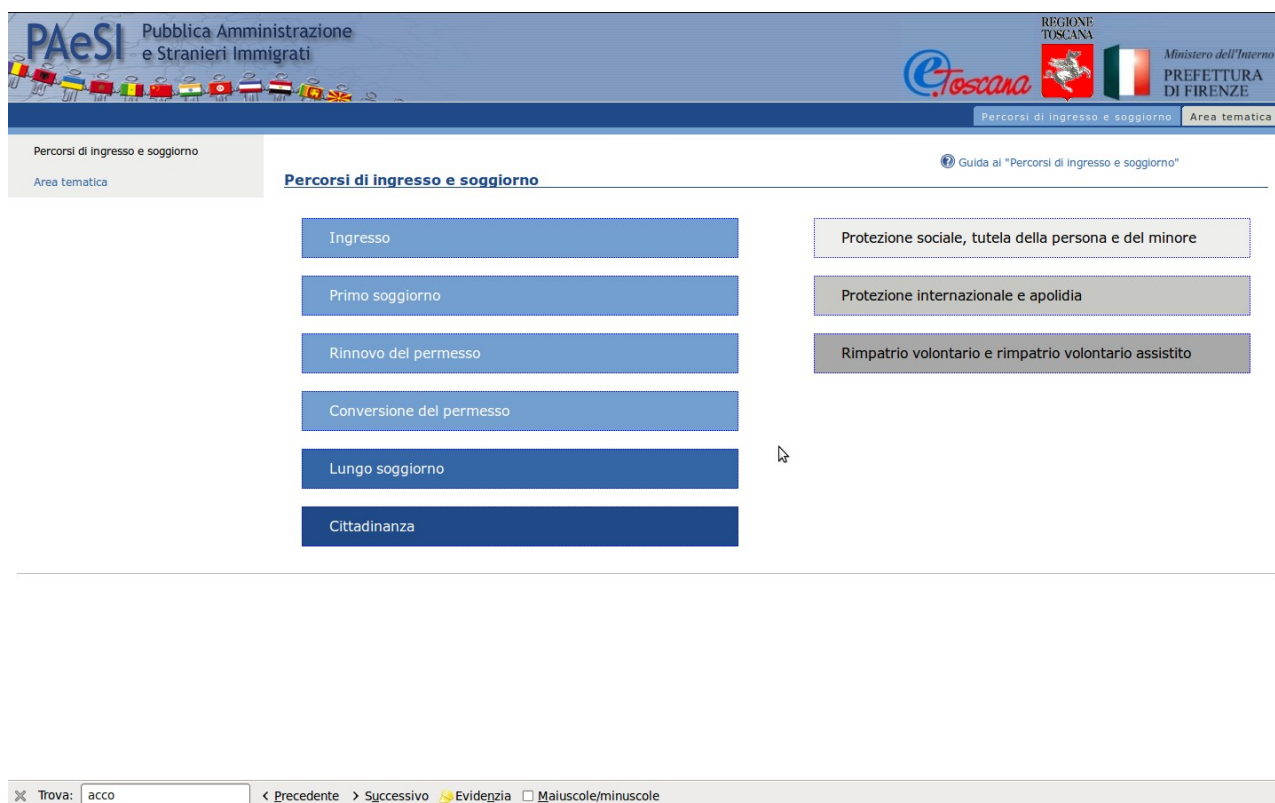 PAeSI
Pubblica Amministrazione
e Stranieri Immigrati
e.Toscana
REGIONE
TOSCANA
Ministero dell'Interno
PREFETTURA
DI FIRENZE
Percorsi di ingresso e soggiorno
Area tematica
Percorsi di ingresso e soggiorno
Area tematica
Guida ai "Percorsi di ingresso e soggiorno"
Percorsi di ingresso e soggiorno
Ingresso
Primo soggiorno
Rinnovo del permesso
Conversione del permesso
Lungo soggiorno
Cittadinanza
Protezione sociale, tutela della persona e del minore
Protezione internazionale e apolidia
Rimpatrio volontario e rimpatrio volontario assistito
Trova: acco < Precedente > Successivo Evidenzia Maiuscole/minuscole